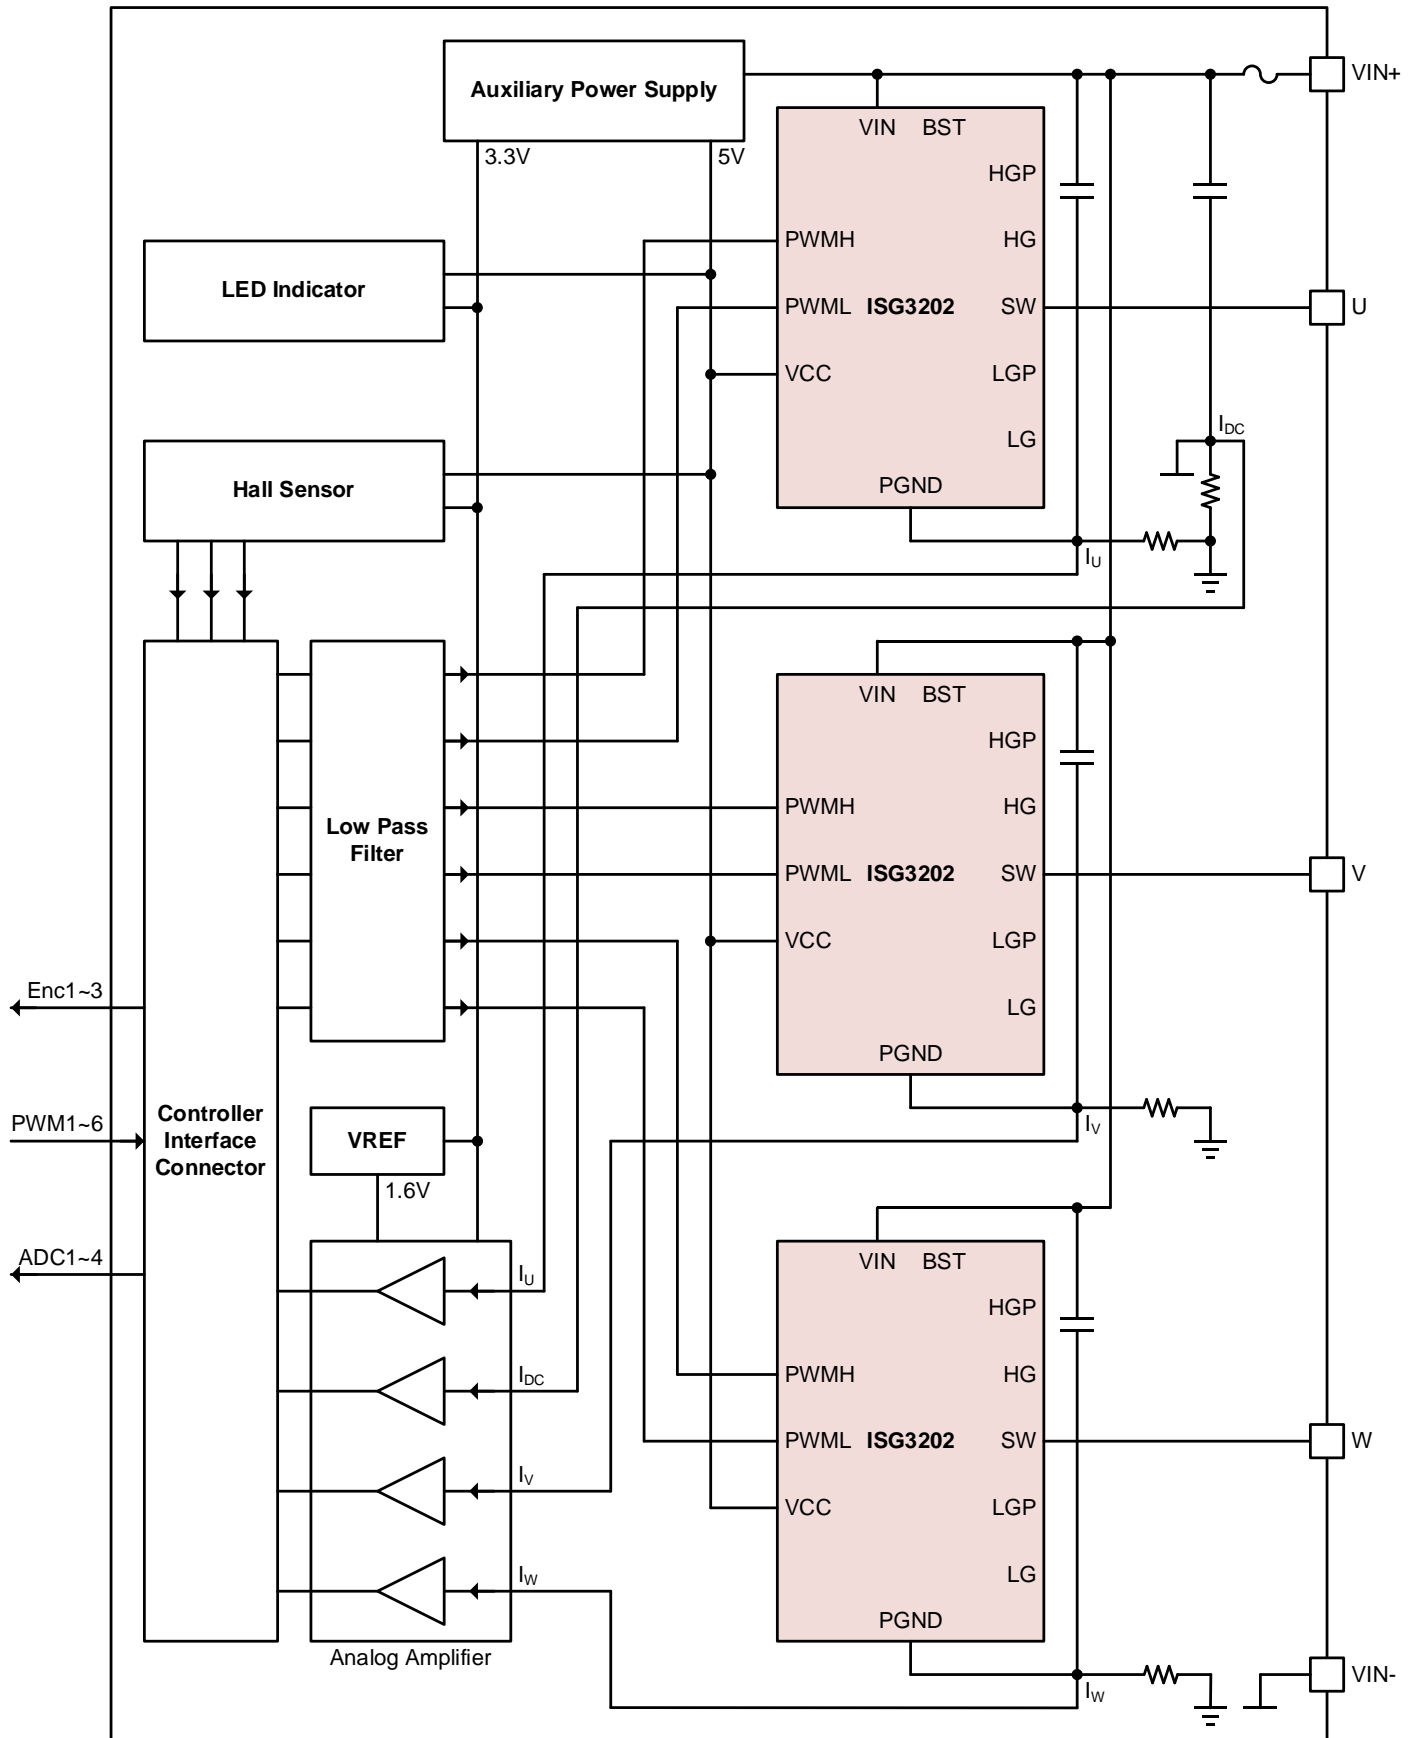 Auxiliary Power Supply
VIN+
3.3V
5V
VIN BST
HGP
PWMH
HG
LED Indicator
PWML ISG3202 SW
U
VCC
LGP
I_DC
LG
Hall Sensor
PGND
I_U
VIN BST
HGP
PWMH
HG
Low Pass
Filter
PWML ISG3202 SW
V
VCC
LGP
Enc1~3
LG
PGND
Controller
Interface
Connector
PWM1~6
VREF
I_V
1.6V
ADC1~4
VIN BST
I_U
HGP
I_DC
PWMH
HG
PWML ISG3202 SW
W
I_V
VCC
LGP
I_W
LG
PGND
Analog Amplifier
I_W
VIN-